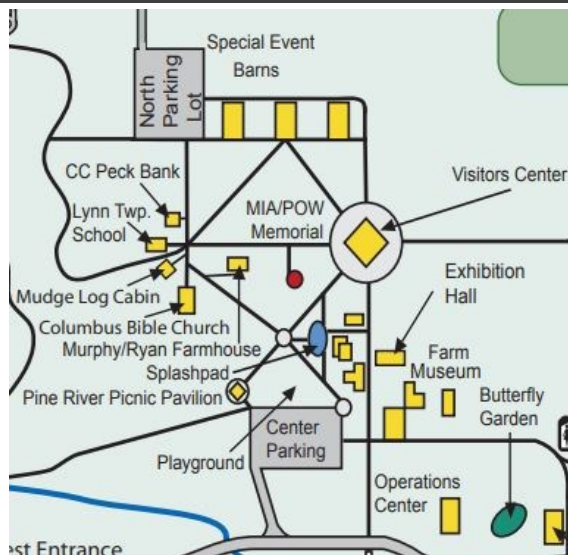 Special Event
Barns
North
Parking
Lot
CC Peck Bank
Visitors Center
Lynn Twp.
School
MIA/POW
Memorial
Exhibition
Hall
Mudge Log Cabin
Columbus Bible Church
Murphy/Ryan Farmhouse
Farm
Museum
Splashpad
Butterfly
Garden
Pine River Picnic Pavilion
Center
Parking
Playground
Operations
Center
est Entrance